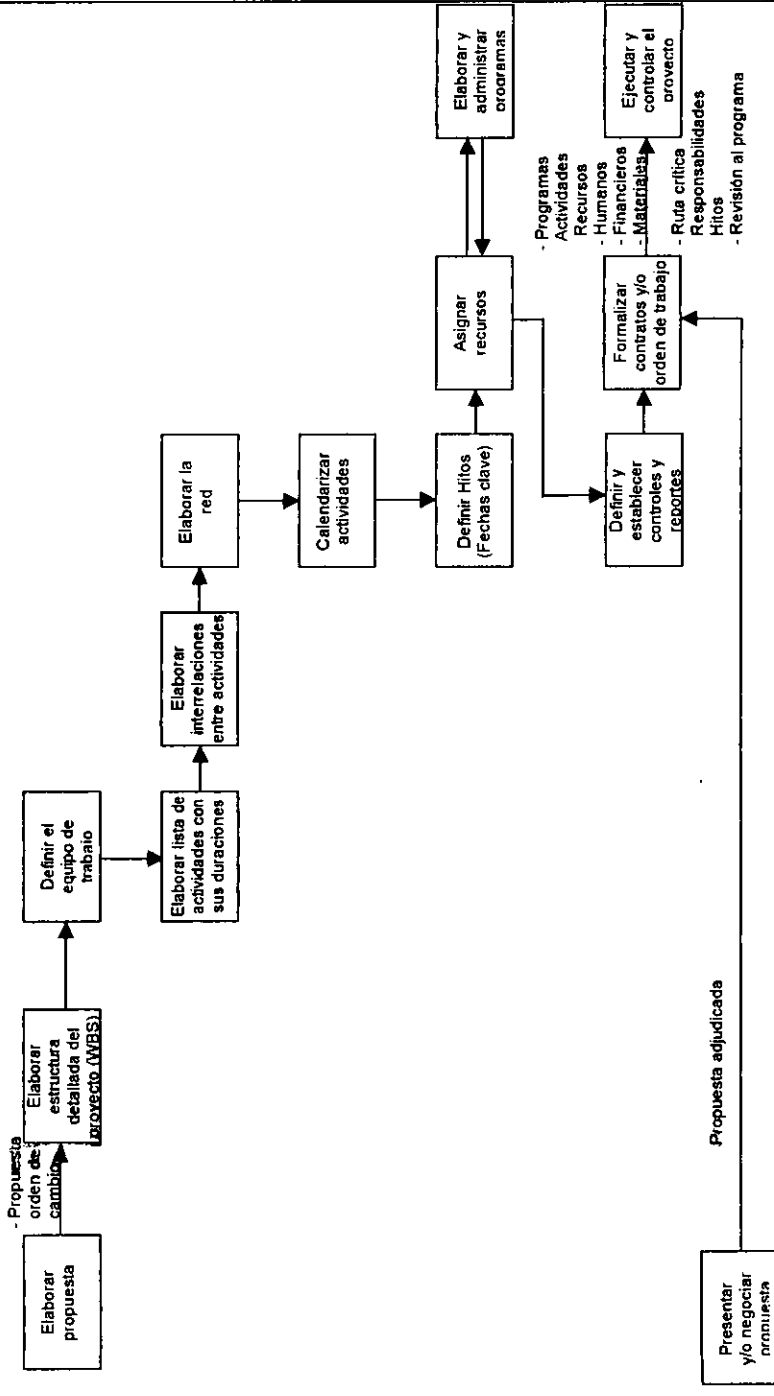 Elaborar
propuesta
- Propuesta
orden de
cambio
Elaborar
estructura
detallada del
proyecto (WBS)
Definir el
equipo de
trabajo
Elaborar lista de
actividades con
sus duraciones
Elaborar
interrelaciones
entre actividades
Elaborar la
red
Calendarizar
actividades
Definir Hitos
(Fechas clave)
Asignar
recursos
Elaborar y
administrar
programas
Definir y
establecer
controles y
reportes
Formalizar
contratos y/o
orden de trabajo
- Programas
Actividades
Recursos
- Humanos
- Financieros
- Materiales
- Ruta crítica
Responsabilidades
Hitos
- Revisión al programa
Ejecutar y
controlar el
proyecto
Presentar
y/o negociar
propuesta
Propuesta adjudicada